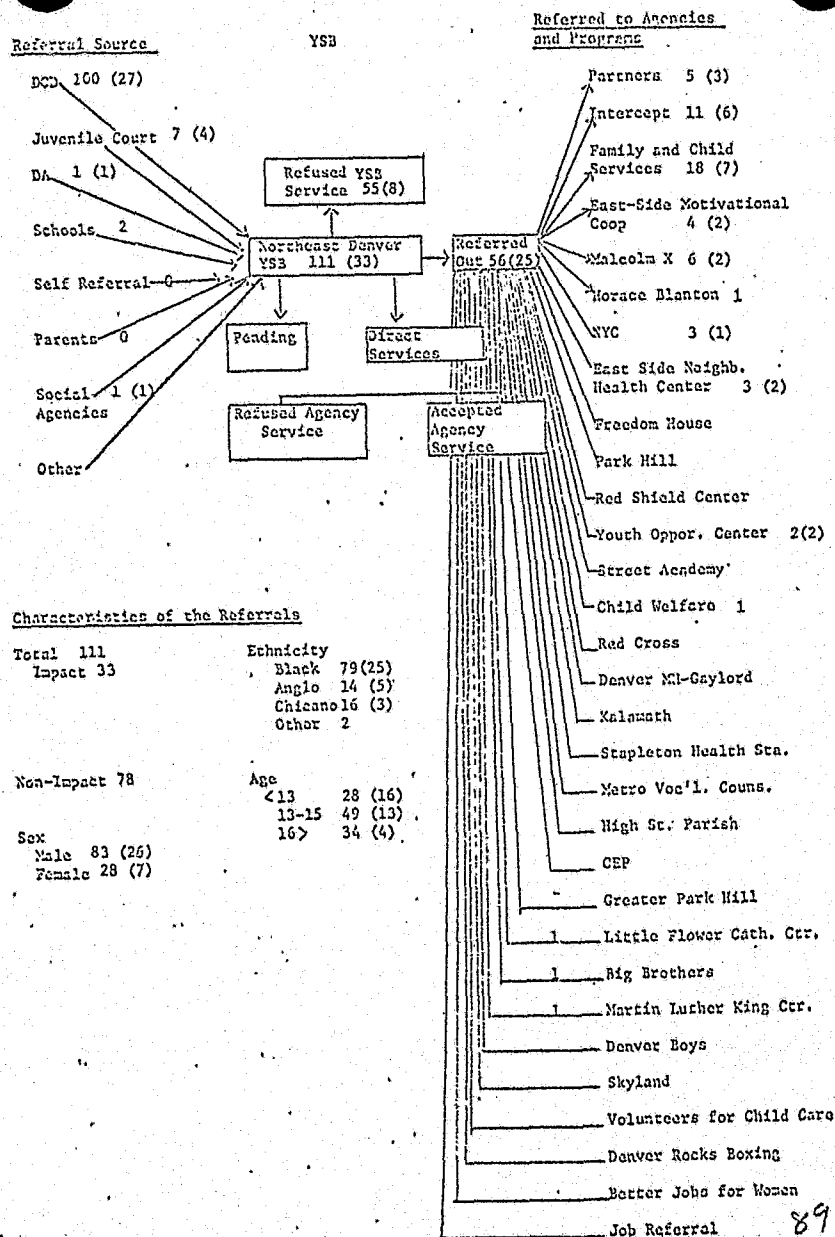 Referral Source
YSB
Referred to Agencies
and Programs
DCD 100 (27)
Juvenile Court 7 (4)
DA 1 (1)
Schools 2
Self Referral 0
Parents 0
Social 1 (1)
Agencies
Other
Refused YSB
Service 55(8)
Northeast Denver
YSB 111 (33)
Pending
Direct
Services
Referred
Out 56(25)
Refused Agency
Service
Accepted
Agency
Service
Partners 5 (3)
Intercept 11 (6)
Family and Child
Services 18 (7)
East-Side Motivational
Coop 4 (2)
Malcolm X 6 (2)
Horace Blanton 1
NYC 3 (1)
East Side Neighb.
Health Center 3 (2)
Freedom House
Park Hill
Red Shield Center
Youth Oppor. Center 2(2)
Street Academy
Child Welfare 1
Red Cross
Denver MH-Gaylord
Kalamath
Stapleton Health Sta.
Metro Voc'l. Couns.
High St. Parish
CEP
Greater Park Hill
1 Little Flower Cath. Ctr.
1 Big Brothers
1 Martin Luther King Ctr.
Denver Boys
Skyland
Volunteers for Child Care
Denver Rocks Boxing
Better Jobs for Women
Job Referral
Characteristics of the Referrals
Total 111
Impact 33
Non-Impact 78
Sex
Male 83 (26)
Female 28 (7)
Ethnicity
Black 79(25)
Anglo 14 (5)
Chicano 16 (3)
Other 2
Age
<13 28 (16)
13-15 49 (13)
16> 34 (4)
89